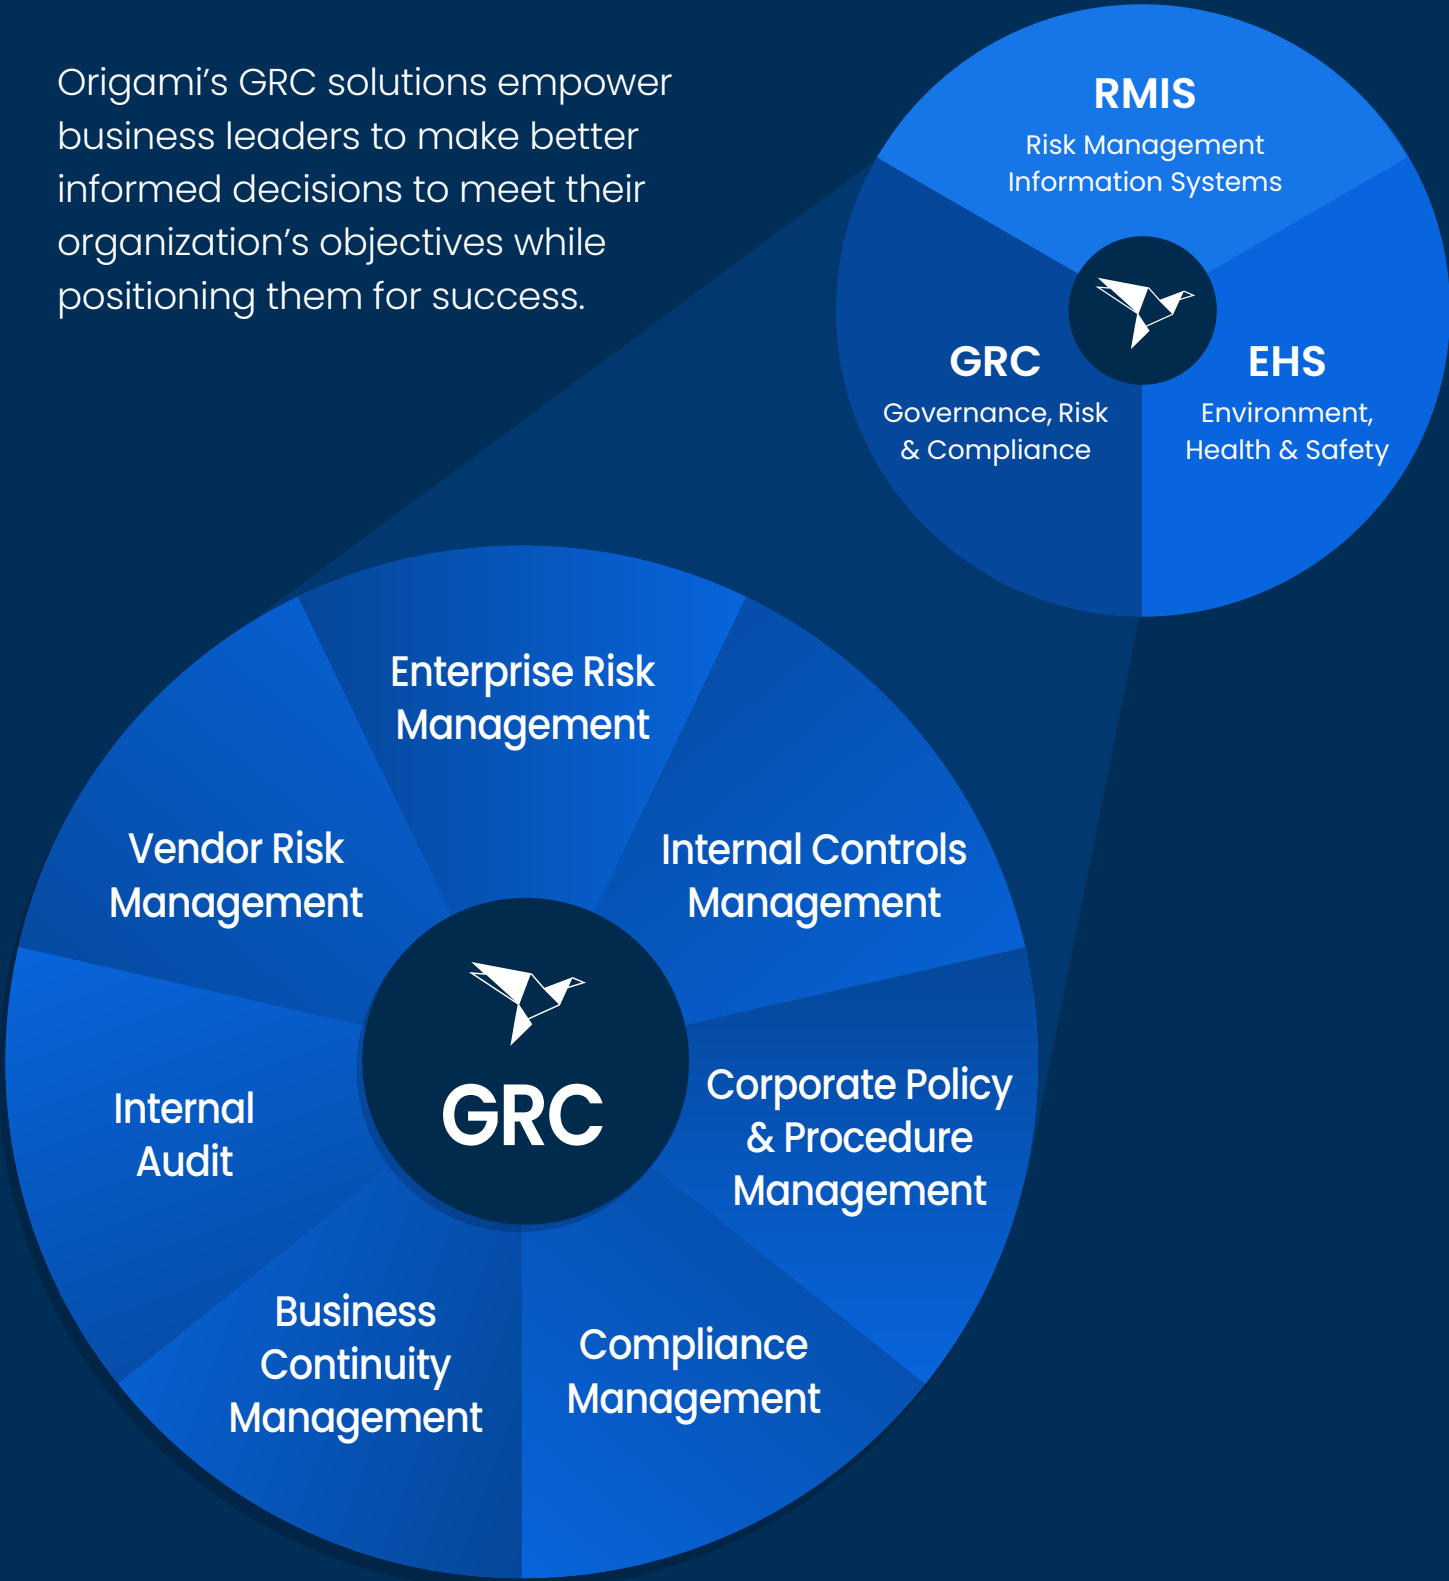 Origami’s GRC solutions empower
business leaders to make better
informed decisions to meet their
organization’s objectives while
positioning them for success.
RMIS
Risk Management
Information Systems
GRC
Governance, Risk
& Compliance
EHS
Environment,
Health & Safety
Enterprise Risk
Management
Internal Controls
Management
Corporate Policy
& Procedure
Management
Compliance
Management
Business
Continuity
Management
Internal
Audit
Vendor Risk
Management
GRC